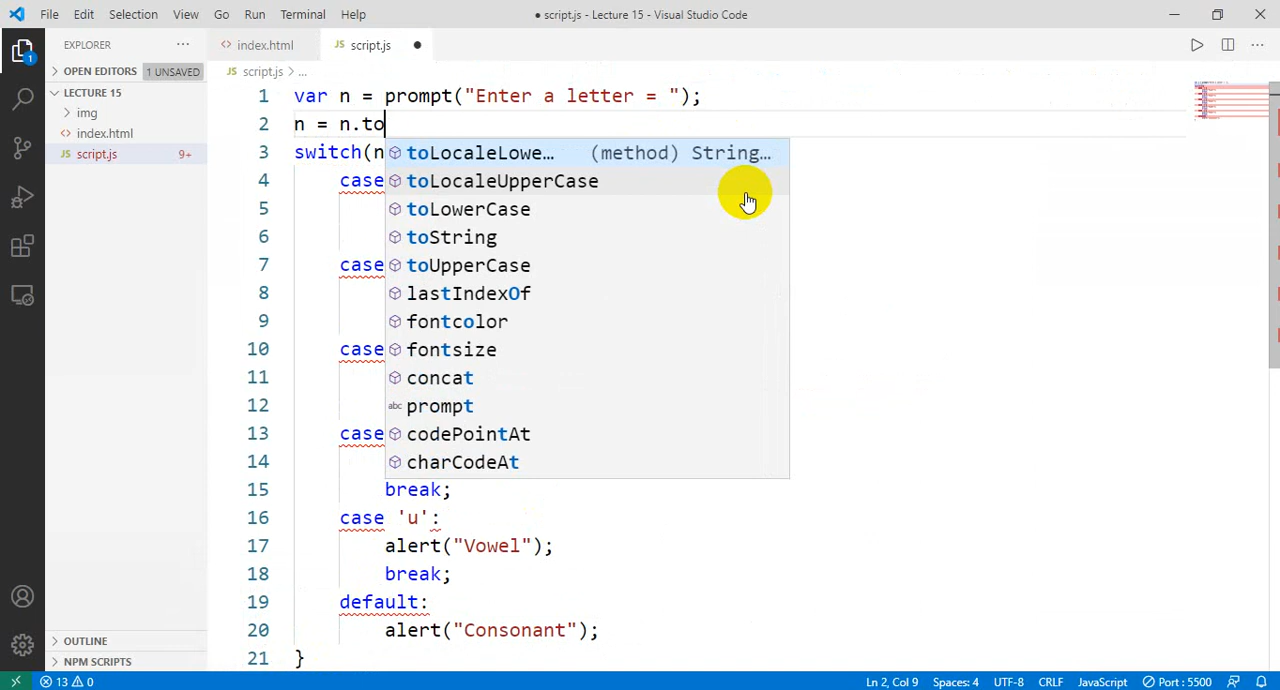 File Edit Selection View Go Run Terminal Help ● script.js - Lecture 15 - Visual Studio Code
EXPLORER ···
<> index.html JS script.js ●
OPEN EDITORS 1 UNSAVED
JS script.js > ...
LECTURE 15
img
<> index.html
JS script.js 9+
1 var n = prompt("Enter a letter = ");
2 n = n.to
3 switch(n
4 case
5
6
7 case
8
9
10 case
11
12
13 case
14
15 break;
16 case 'u':
17 alert("Vowel");
18 break;
19 default:
20 alert("Consonant");
21 }
toLocaleLowe… (method) String…
toLocaleUpperCase
toLowerCase
toString
toUpperCase
lastIndexOf
fontcolor
fontsize
concat
abc prompt
codePointAt
charCodeAt
1
OUTLINE
NPM SCRIPTS
13 0 Ln 2, Col 9 Spaces: 4 UTF-8 CRLF JavaScript Port : 5500